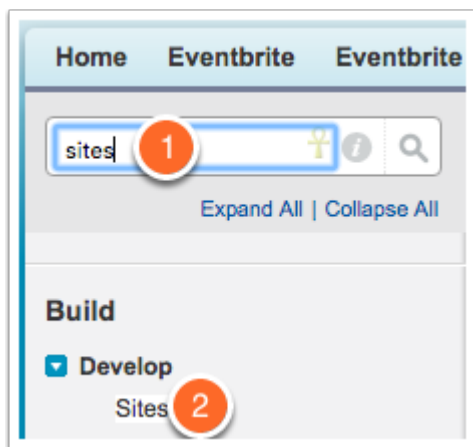 Home Eventbrite Eventbrite
sites 1
Expand All | Collapse All
Build
Develop
Sites 2